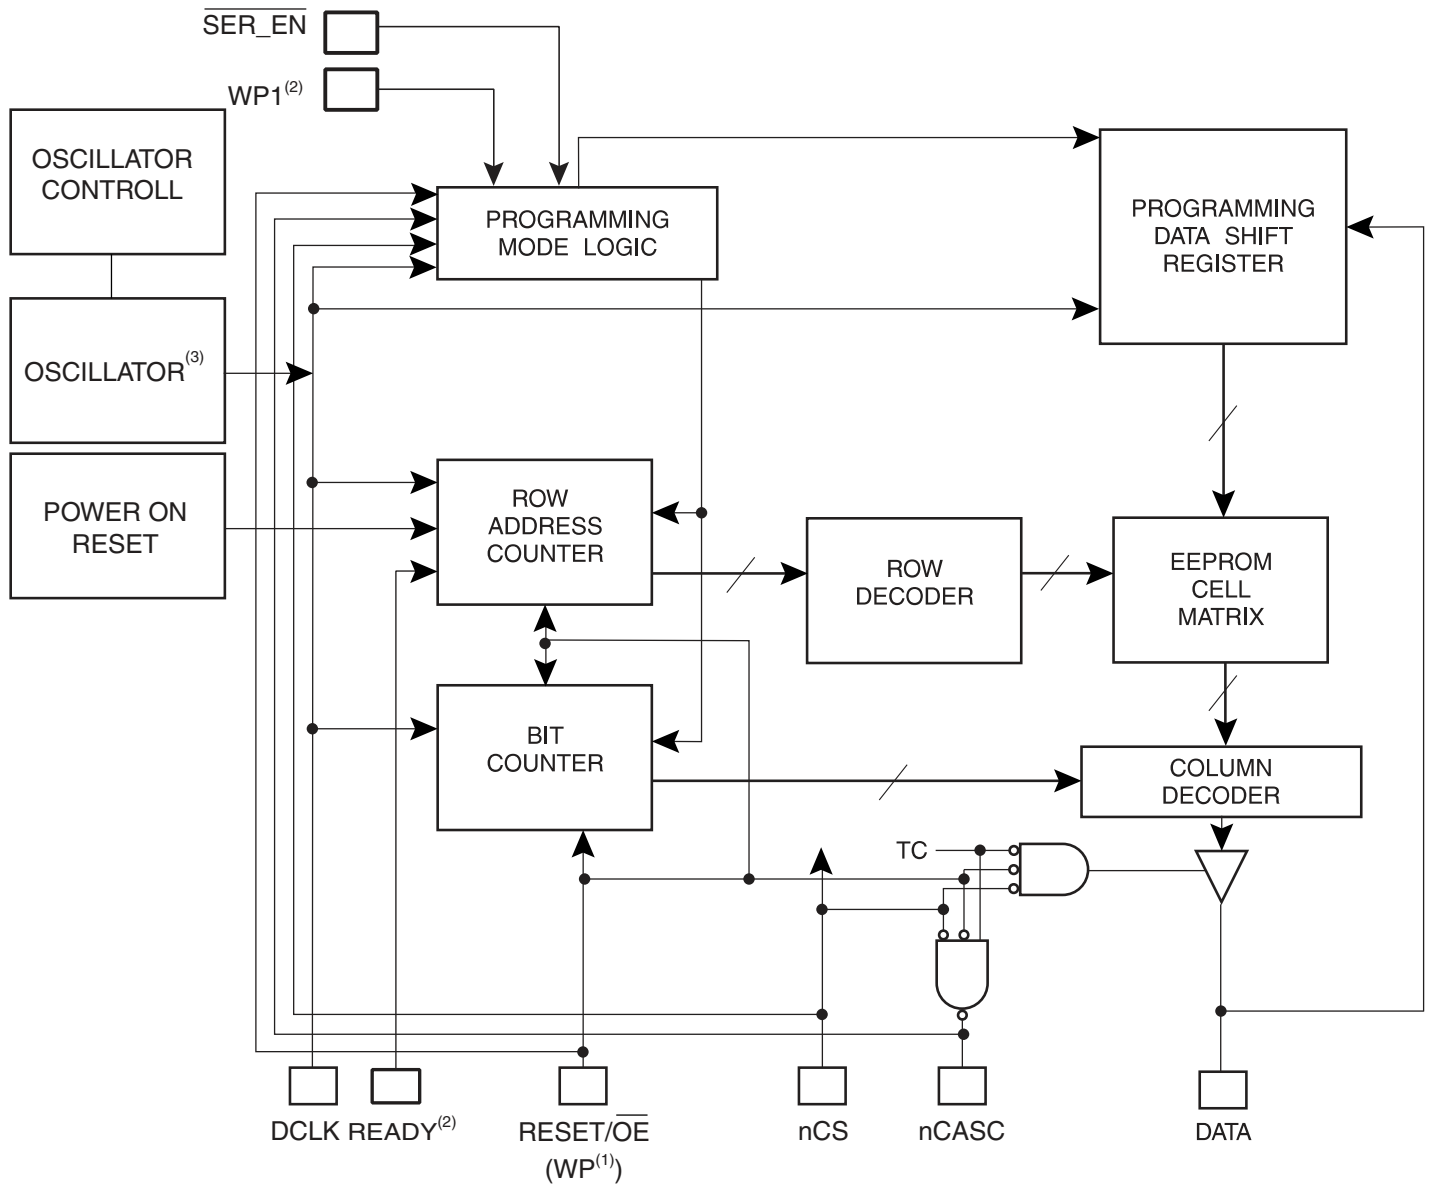 SER_EN
WP1(2)
OSCILLATOR
CONTROLL
PROGRAMMING
MODE LOGIC
PROGRAMMING
DATA SHIFT
REGISTER
OSCILLATOR(3)
POWER ON
RESET
ROW
ADDRESS
COUNTER
ROW
DECODER
EEPROM
CELL
MATRIX
BIT
COUNTER
COLUMN
DECODER
TC
DCLK
READY(2)
RESET/OE
(WP(1))
nCS
nCASC
DATA